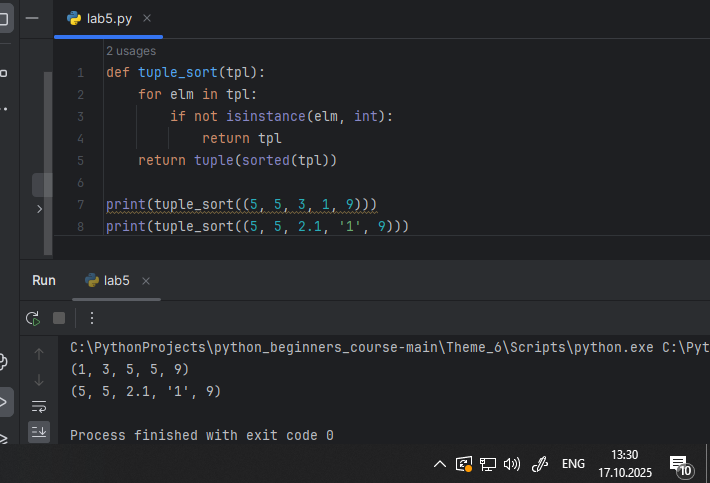 lab5.py
2 usages
1 def tuple_sort(tpl):
2     for elm in tpl:
3         if not isinstance(elm, int):
4             return tpl
5     return tuple(sorted(tpl))
6
7 print(tuple_sort((5, 5, 3, 1, 9)))
8 print(tuple_sort((5, 5, 2.1, '1', 9)))
Run lab5
C:\PythonProjects\python_beginners_course-main\Theme_6\Scripts\python.exe C:\Pyt
(1, 3, 5, 5, 9)
(5, 5, 2.1, '1', 9)
Process finished with exit code 0
ENG
13:30
17.10.2025
10